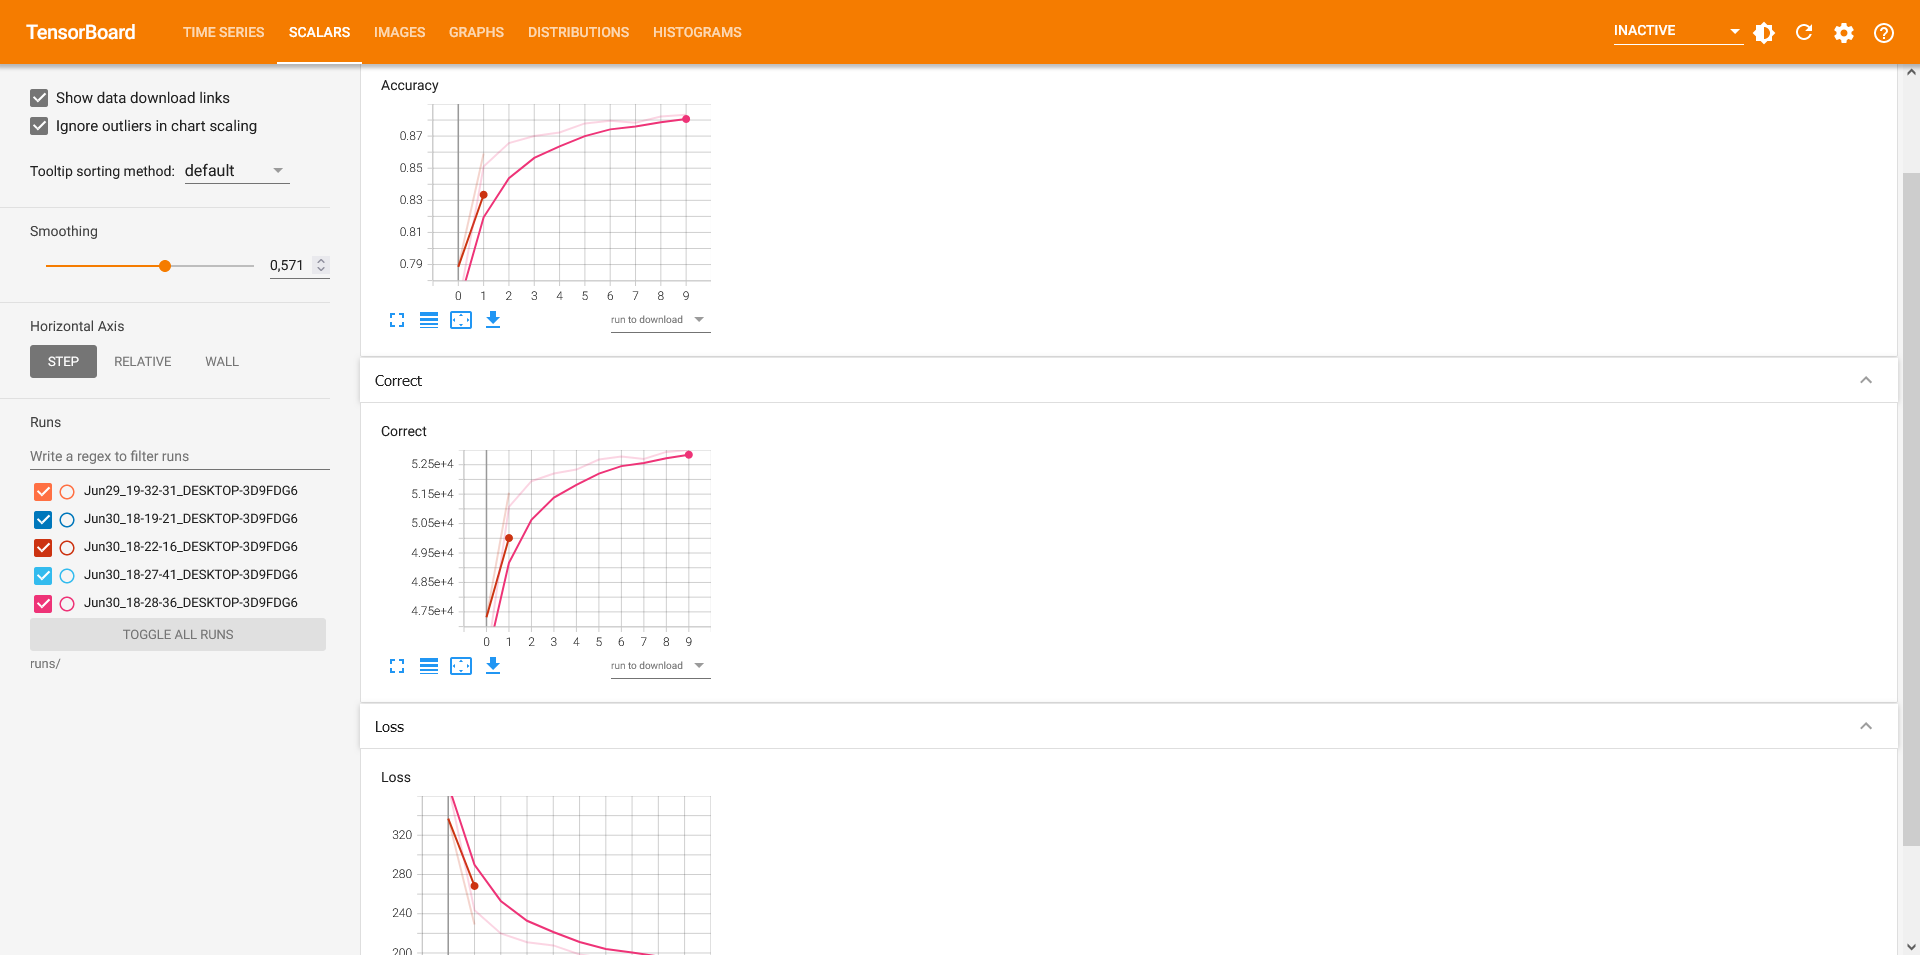 TensorBoard
TIME SERIES
SCALARS
IMAGES
GRAPHS
DISTRIBUTIONS
HISTOGRAMS
INACTIVE
Show data download links
Ignore outliers in chart scaling
Tooltip sorting method: default
Smoothing
0,571
Horizontal Axis
STEP
RELATIVE
WALL
Runs
Write a regex to filter runs
Jun29_19-32-31_DESKTOP-3D9FDG6
Jun30_18-19-21_DESKTOP-3D9FDG6
Jun30_18-22-16_DESKTOP-3D9FDG6
Jun30_18-27-41_DESKTOP-3D9FDG6
Jun30_18-28-36_DESKTOP-3D9FDG6
TOGGLE ALL RUNS
runs/
Accuracy
0.87
0.85
0.83
0.81
0.79
0 1 2 3 4 5 6 7 8 9
run to download
Correct
Correct
5.25e+4
5.15e+4
5.05e+4
4.95e+4
4.85e+4
4.75e+4
0 1 2 3 4 5 6 7 8 9
run to download
Loss
Loss
320
280
240
200